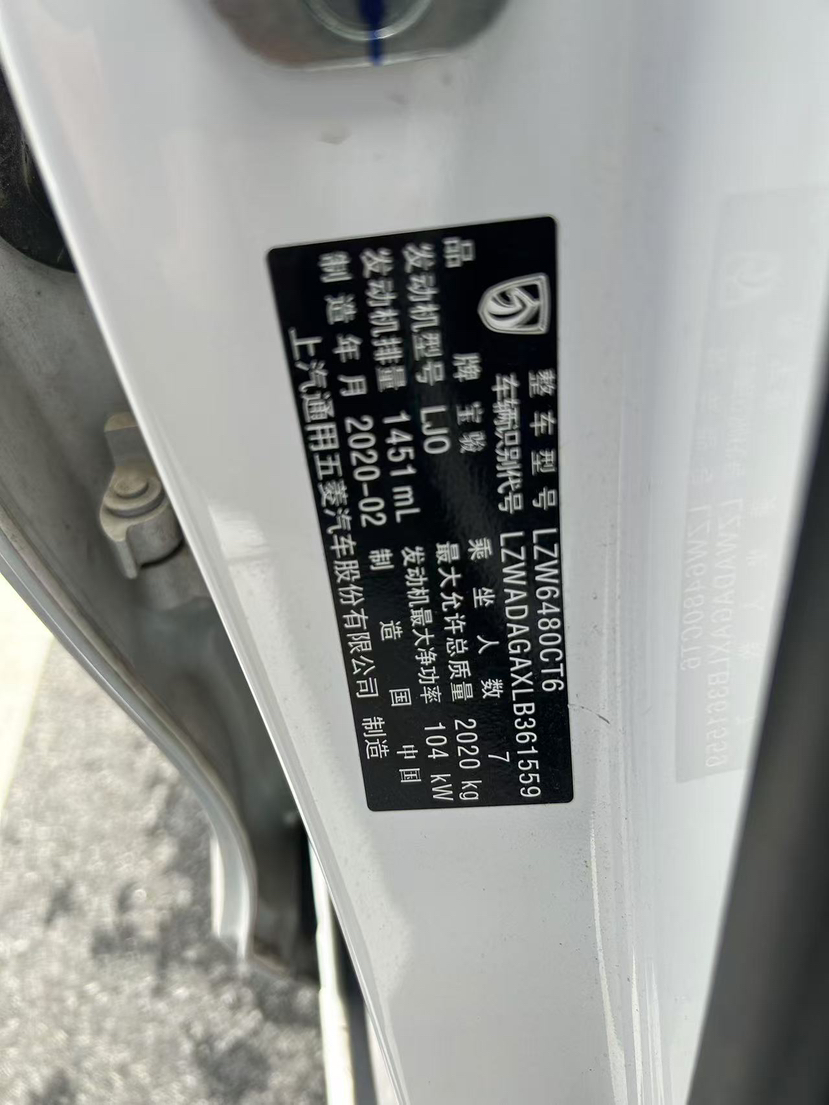 整车型号 LZW6480CT6
车辆识别代号 LZWADAGAXLB361559
品牌 宝骏 乘坐人数 7
发动机型号 LJO 最大允许总质量 2020 kg
发动机排量 1451 mL 发动机最大净功率 104 kW
制造年月 2020-02 制造国 中国
上汽通用五菱汽车股份有限公司 制造